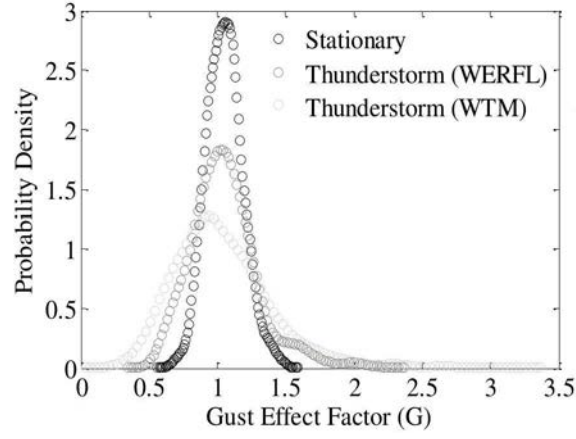 3
2.5
2
1.5
1
0.5
0
Probability Density
Stationary
Thunderstorm (WERFL)
Thunderstorm (WTM)
0 0.5 1 1.5 2 2.5 3 3.5
Gust Effect Factor (G)